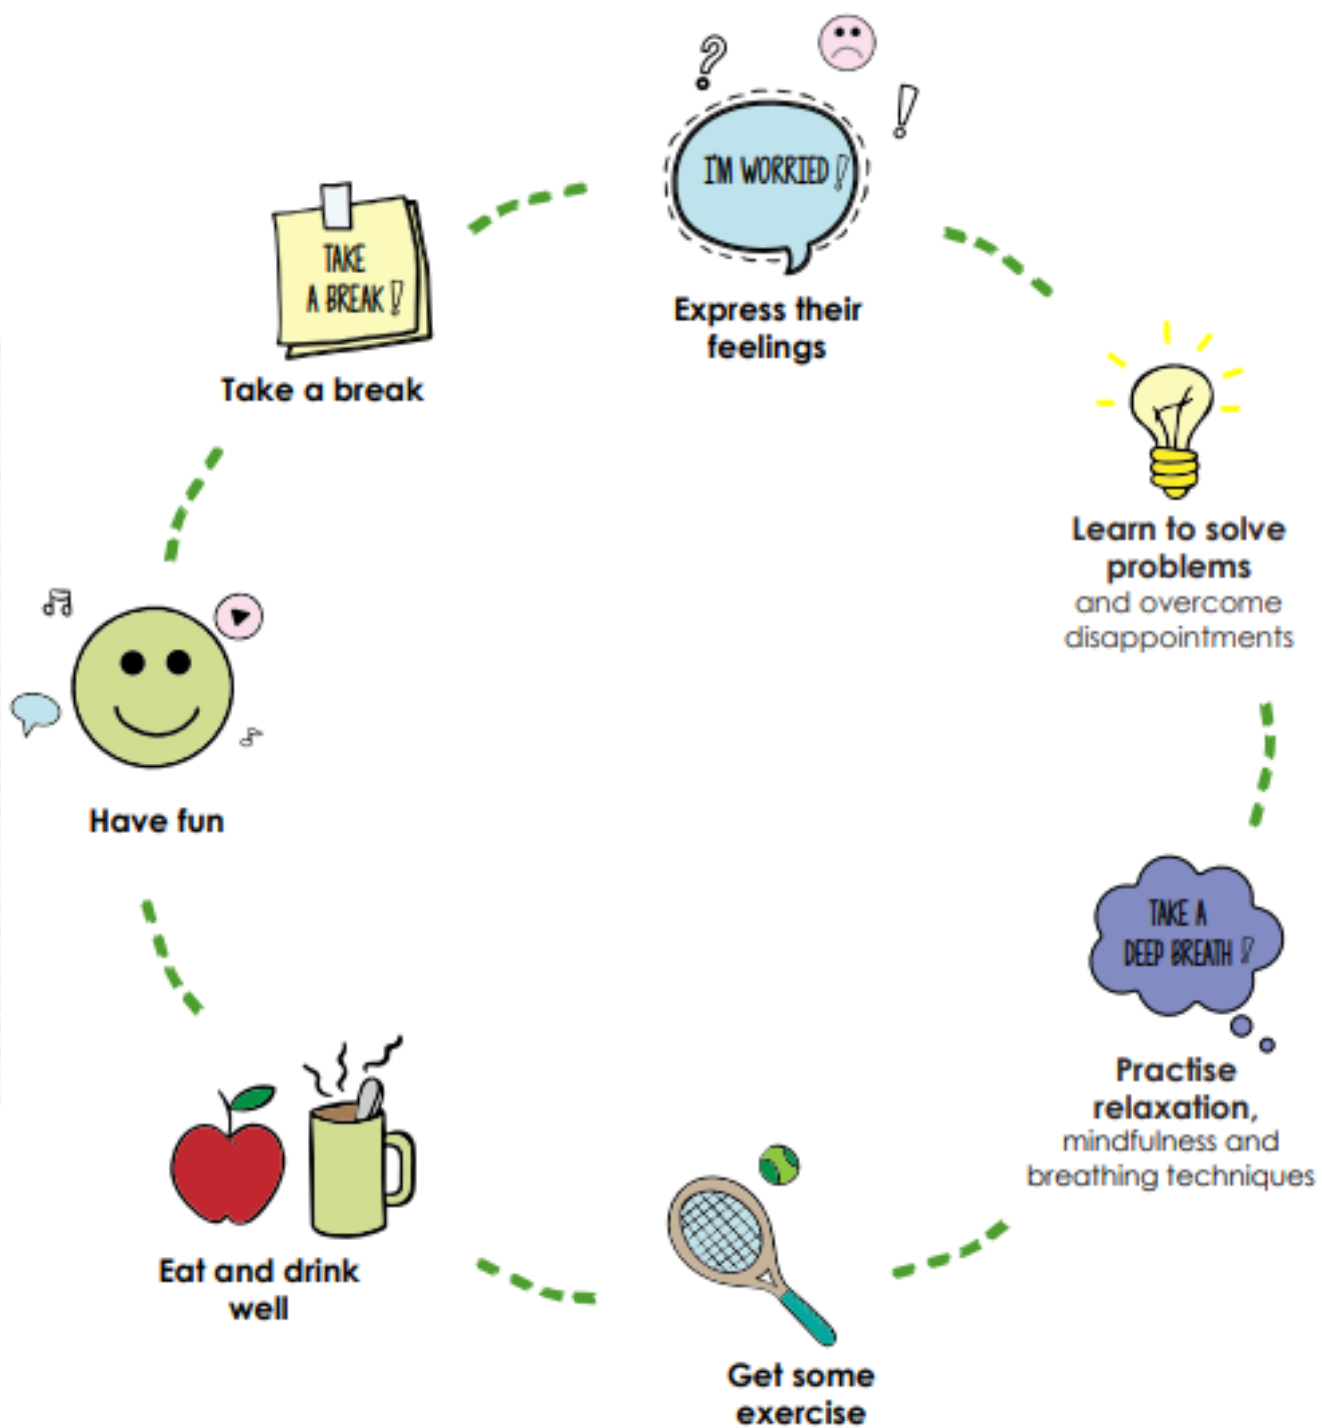 I'M WORRIED!
Express their
feelings
Learn to solve
problems
and overcome
disappointments
TAKE A
DEEP BREATH!
Practise
relaxation,
mindfulness and
breathing techniques
Get some
exercise
Eat and drink
well
Have fun
TAKE
A BREAK!
Take a break